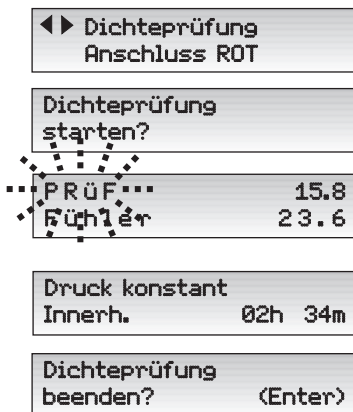 ◀▶ Dichteprüfung
Anschluss ROT
Dichteprüfung
starten?
PRüF 15.8
Fühler 23.6
Druck konstant
Innerh. 02h 34m
Dichteprüfung
beenden? (Enter)